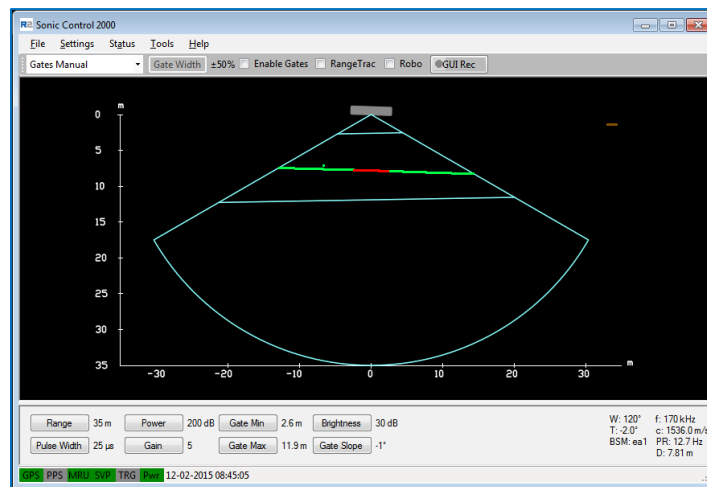 R2 Sonic Control 2000
File Settings Status Tools Help
Gates Manual Gate Width ±50% Enable Gates RangeTrac Robo GUI Rec
m
0
5
10
15
20
25
30
35
-30 -20 -10 0 10 20 30 m
Range 35 m Power 200 dB Gate Min 2.6 m Brightness 30 dB
Pulse Width 25 µs Gain 5 Gate Max 11.9 m Gate Slope -1°
W: 120° f: 170 kHz
T: -2.0° c: 1536.0 m/s
BSM: ea1 PR: 12.7 Hz
D: 7.81 m
GPS PPS MRU SVP TRG Pwr 12-02-2015 08:45:05